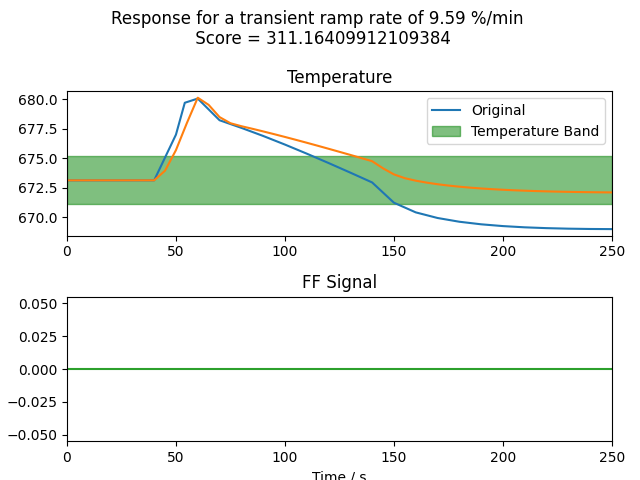 Response for a transient ramp rate of 9.59 %/min
Score = 311.16409912109384
Temperature
680.0
677.5
675.0
672.5
670.0
Original
Temperature Band
0 50 100 150 200 250
FF Signal
0.050
0.025
0.000
−0.025
−0.050
0 50 100 150 200 250
Time / s